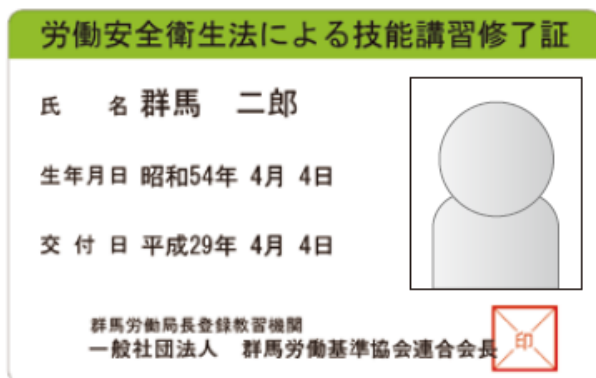 労働安全衛生法による技能講習修了証
氏 名 群馬 二郎
生年月日 昭和54年 4月 4日
交付日 平成29年 4月 4日
群馬労働局長登録教習機関
一般社団法人 群馬労働基準協会連合会長
印